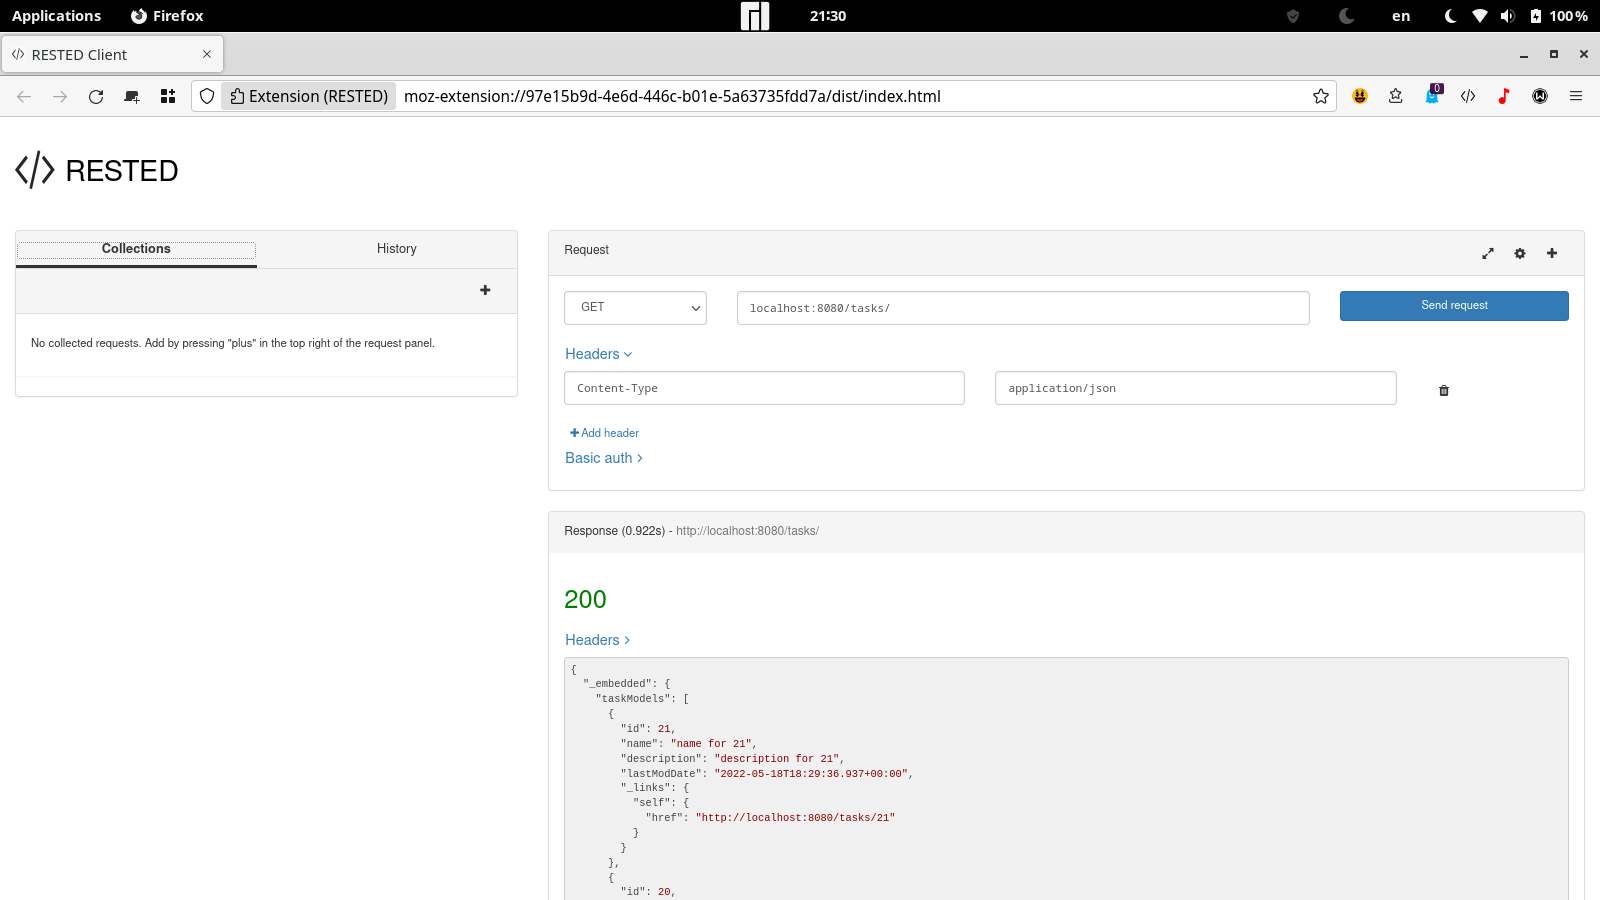 Applications Firefox 21:30 en 100 %
RESTED Client
Extension (RESTED) moz-extension://97e15b9d-4e6d-446c-b01e-5a63735fdd7a/dist/index.html 0
RESTED
Collections History
No collected requests. Add by pressing "plus" in the top right of the request panel.
Request
GET localhost:8080/tasks/ Send request
Headers
Content-Type application/json
Add header
Basic auth
Response (0.922s) - http://localhost:8080/tasks/
200
Headers
{
"_embedded": {
"taskModels": [
{
"id": 21,
"name": "name for 21",
"description": "description for 21",
"lastModDate": "2022-05-18T18:29:36.937+00:00",
"_links": {
"self": {
"href": "http://localhost:8080/tasks/21"
}
}
},
{
"id": 20,